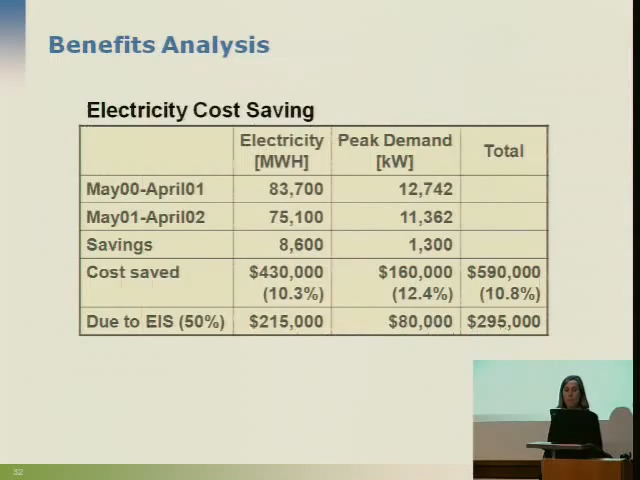 Benefits Analysis
Electricity Cost Saving
Electricity [MWH] Peak Demand [kW] Total
May00-April01 83,700 12,742
May01-April02 75,100 11,362
Savings 8,600 1,300
Cost saved $430,000 (10.3%) $160,000 (12.4%) $590,000 (10.8%)
Due to EIS (50%) $215,000 $80,000 $295,000
32